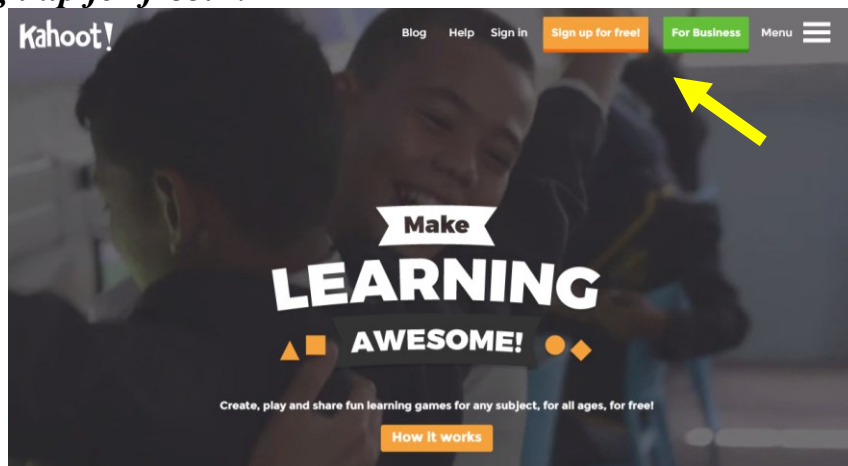 Kahoot!
Blog Help Sign in Sign up for free! For Business Menu
Make
LEARNING
AWESOME!
Create, play and share fun learning games for any subject, for all ages, for free!
How it works